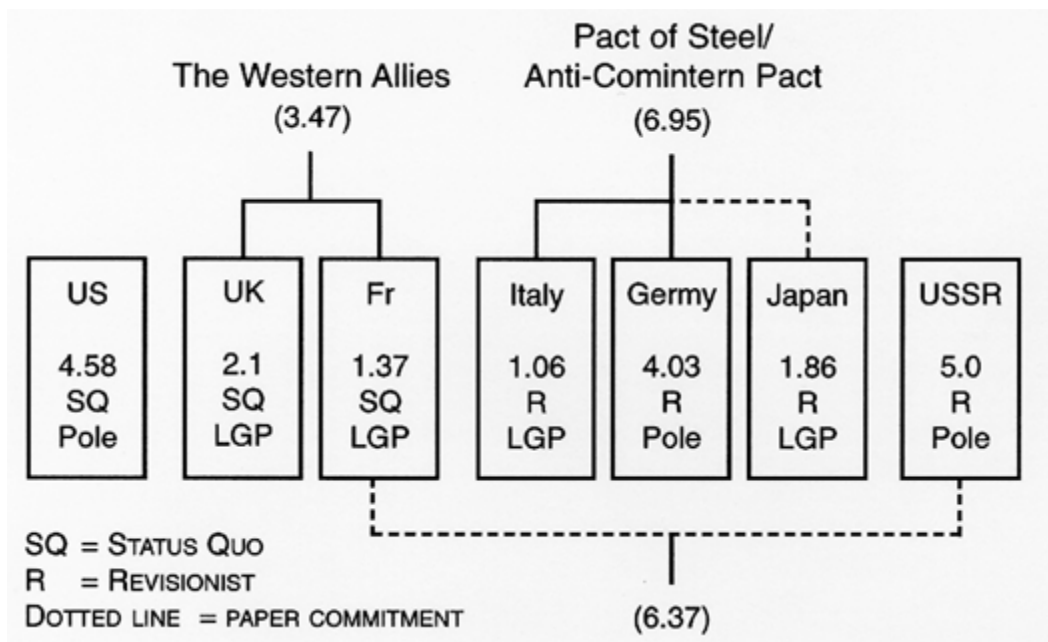 Pact of Steel/
The Western Allies Anti-Comintern Pact
(3.47) (6.95)
US UK Fr Italy Germy Japan USSR
4.58 2.1 1.37 1.06 4.03 1.86 5.0
SQ SQ SQ R R R R
Pole LGP LGP LGP Pole LGP Pole
SQ = STATUS QUO
R = REVISIONIST
DOTTED LINE = PAPER COMMITMENT (6.37)